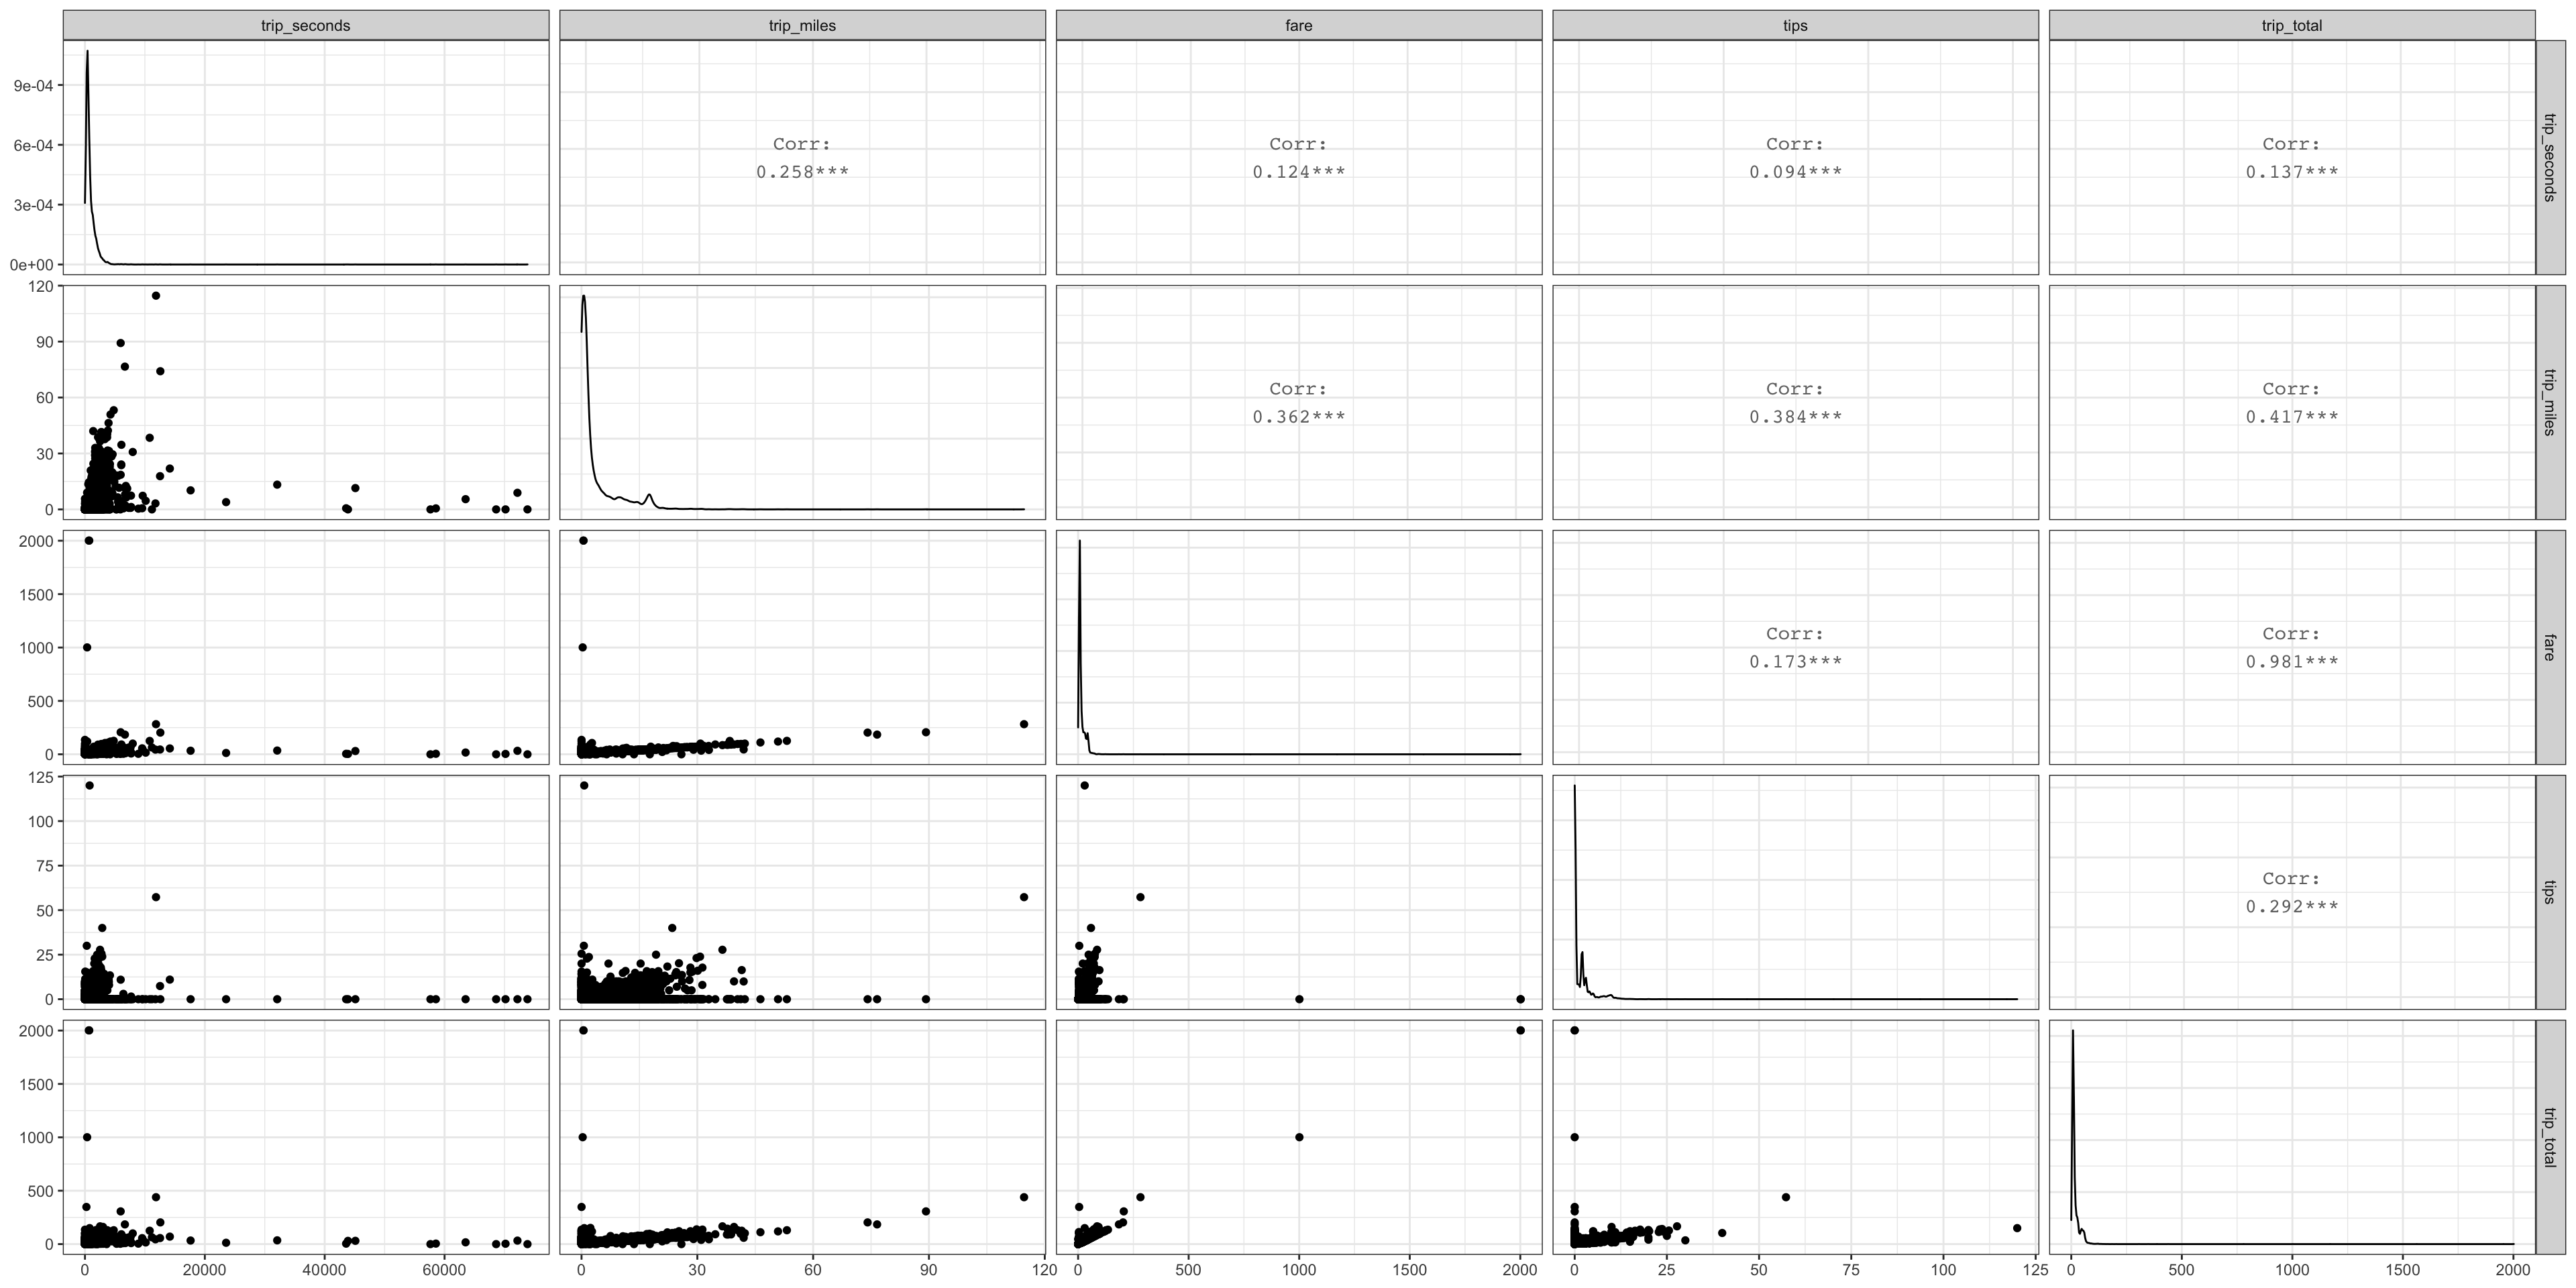 trip_seconds trip_miles fare tips trip_total
9e-04
6e-04
3e-04
0e+00
Corr:
0.258***
Corr:
0.124***
Corr:
0.094***
Corr:
0.137***
trip_seconds
120
90
60
30
0
Corr:
0.362***
Corr:
0.384***
Corr:
0.417***
trip_miles
2000
1500
1000
500
0
Corr:
0.173***
Corr:
0.981***
fare
125
100
75
50
25
0
Corr:
0.292***
tips
2000
1500
1000
500
0
trip_total
0 20000 40000 60000 0 30 60 90 120 0 500 1000 1500 2000 0 25 50 75 100 125 0 500 1000 1500 2000